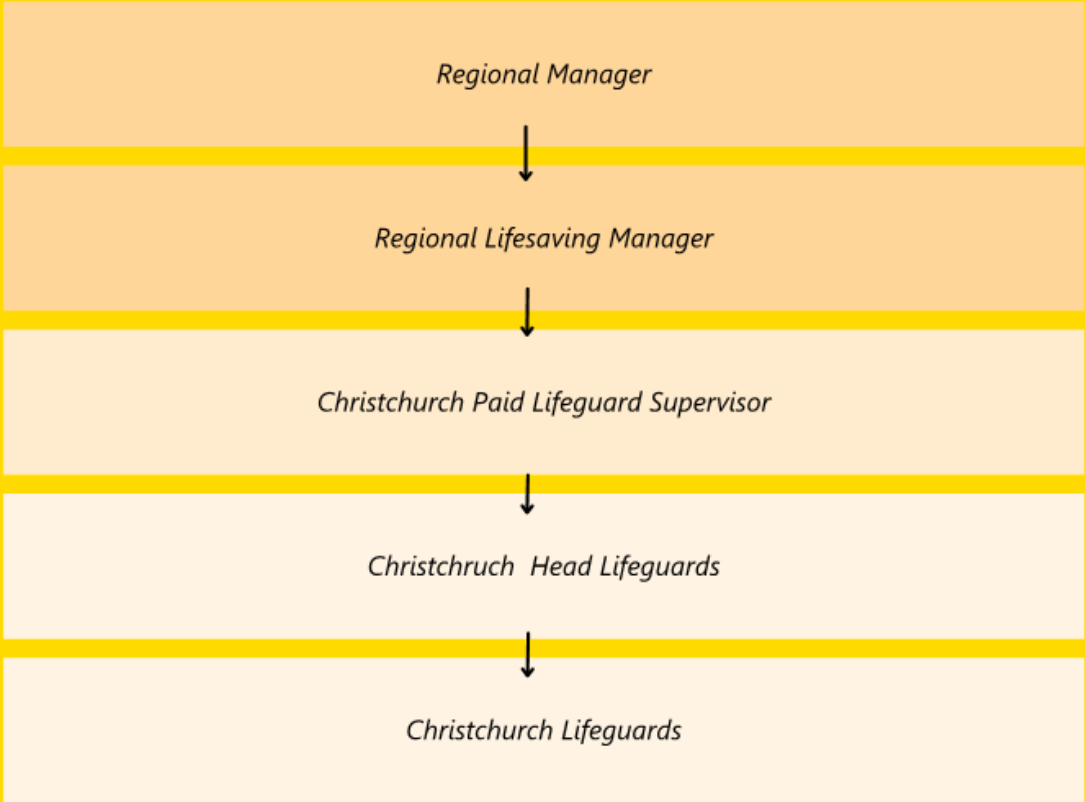 Regional Manager
Regional Lifesaving Manager
Christchurch Paid Lifeguard Supervisor
Christchruch  Head Lifeguards
Christchurch Lifeguards